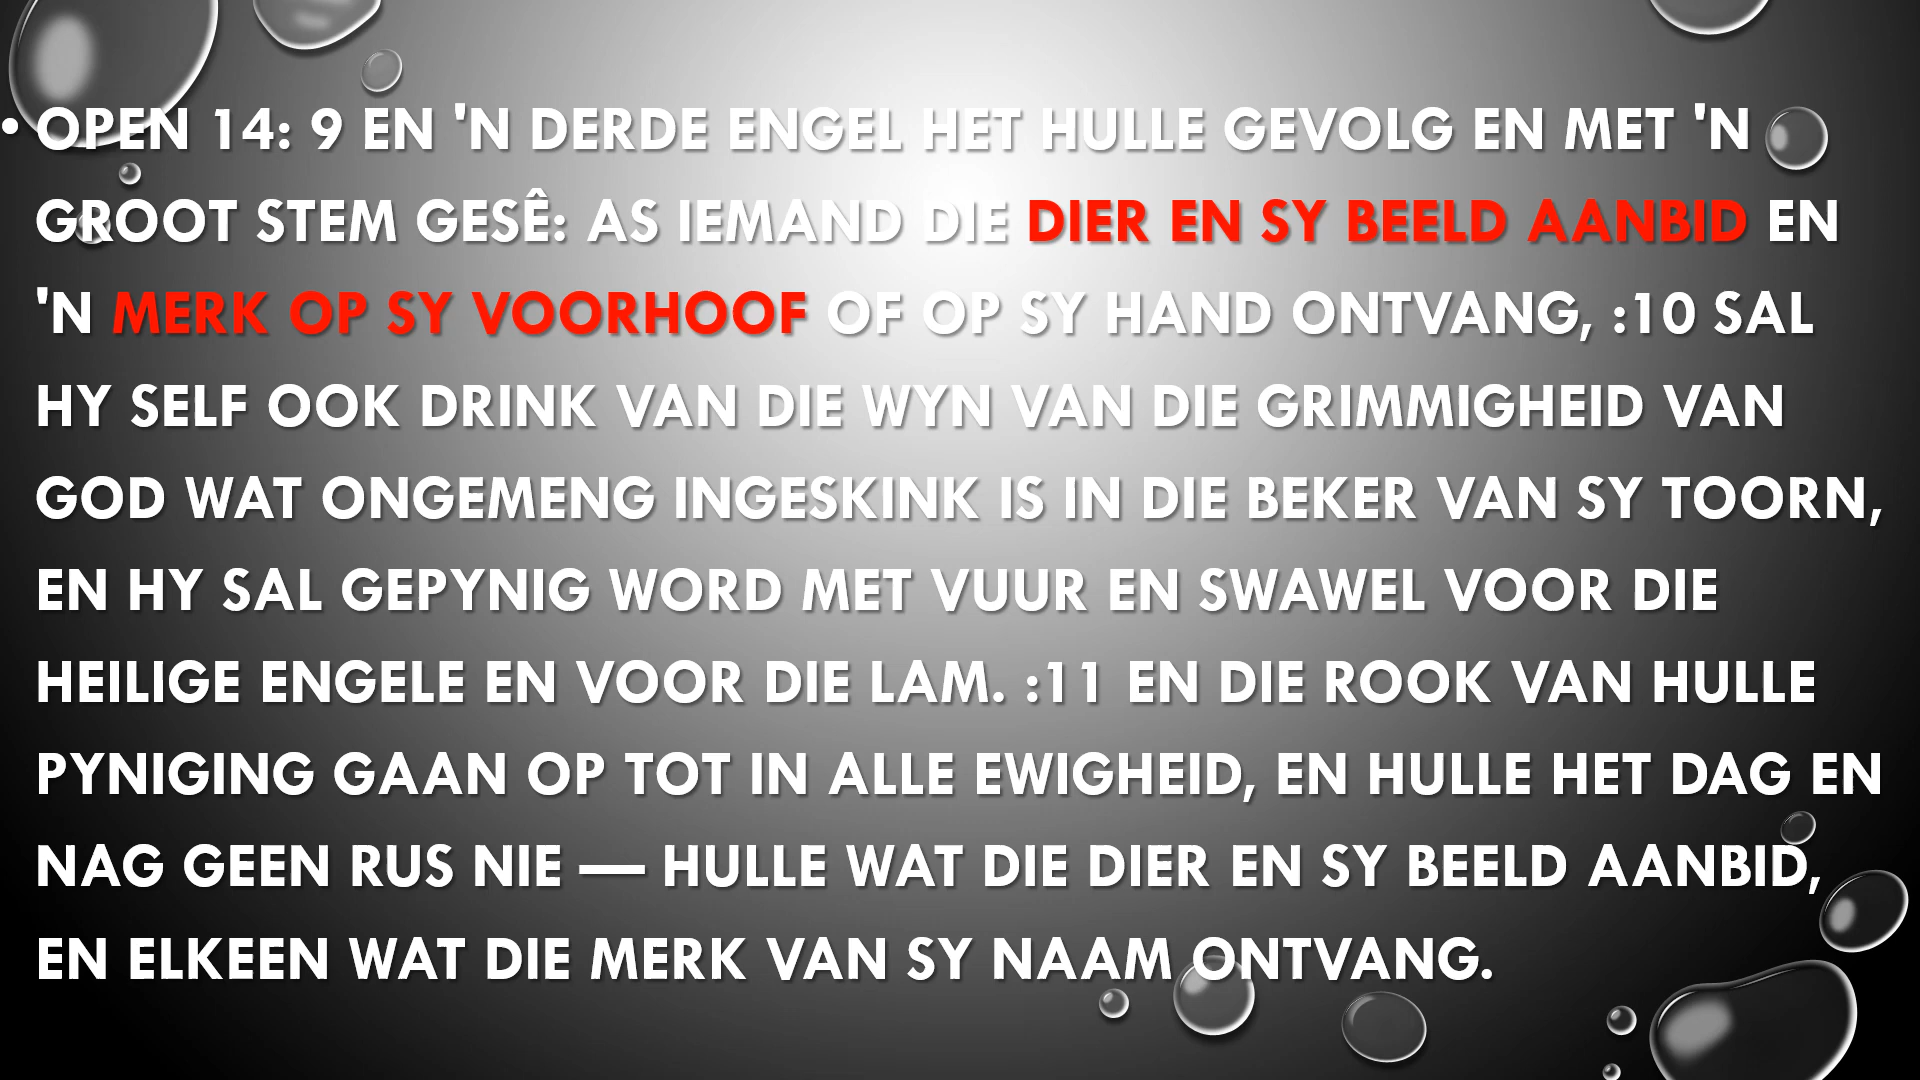 • OPEN 14: 9 EN 'N DERDE ENGEL HET HULLE GEVOLG EN MET 'N
GROOT STEM GESÊ: AS IEMAND DIE DIER EN SY BEELD AANBID EN
'N MERK OP SY VOORHOOF OF OP SY HAND ONTVANG, :10 SAL
HY SELF OOK DRINK VAN DIE WYN VAN DIE GRIMMIGHEID VAN
GOD WAT ONGEMENG INGESKINK IS IN DIE BEKER VAN SY TOORN,
EN HY SAL GEPYNIG WORD MET VUUR EN SWAWEL VOOR DIE
HEILIGE ENGELE EN VOOR DIE LAM. :11 EN DIE ROOK VAN HULLE
PYNIGING GAAN OP TOT IN ALLE EWIGHEID, EN HULLE HET DAG EN
NAG GEEN RUS NIE — HULLE WAT DIE DIER EN SY BEELD AANBID,
EN ELKEEN WAT DIE MERK VAN SY NAAM ONTVANG.